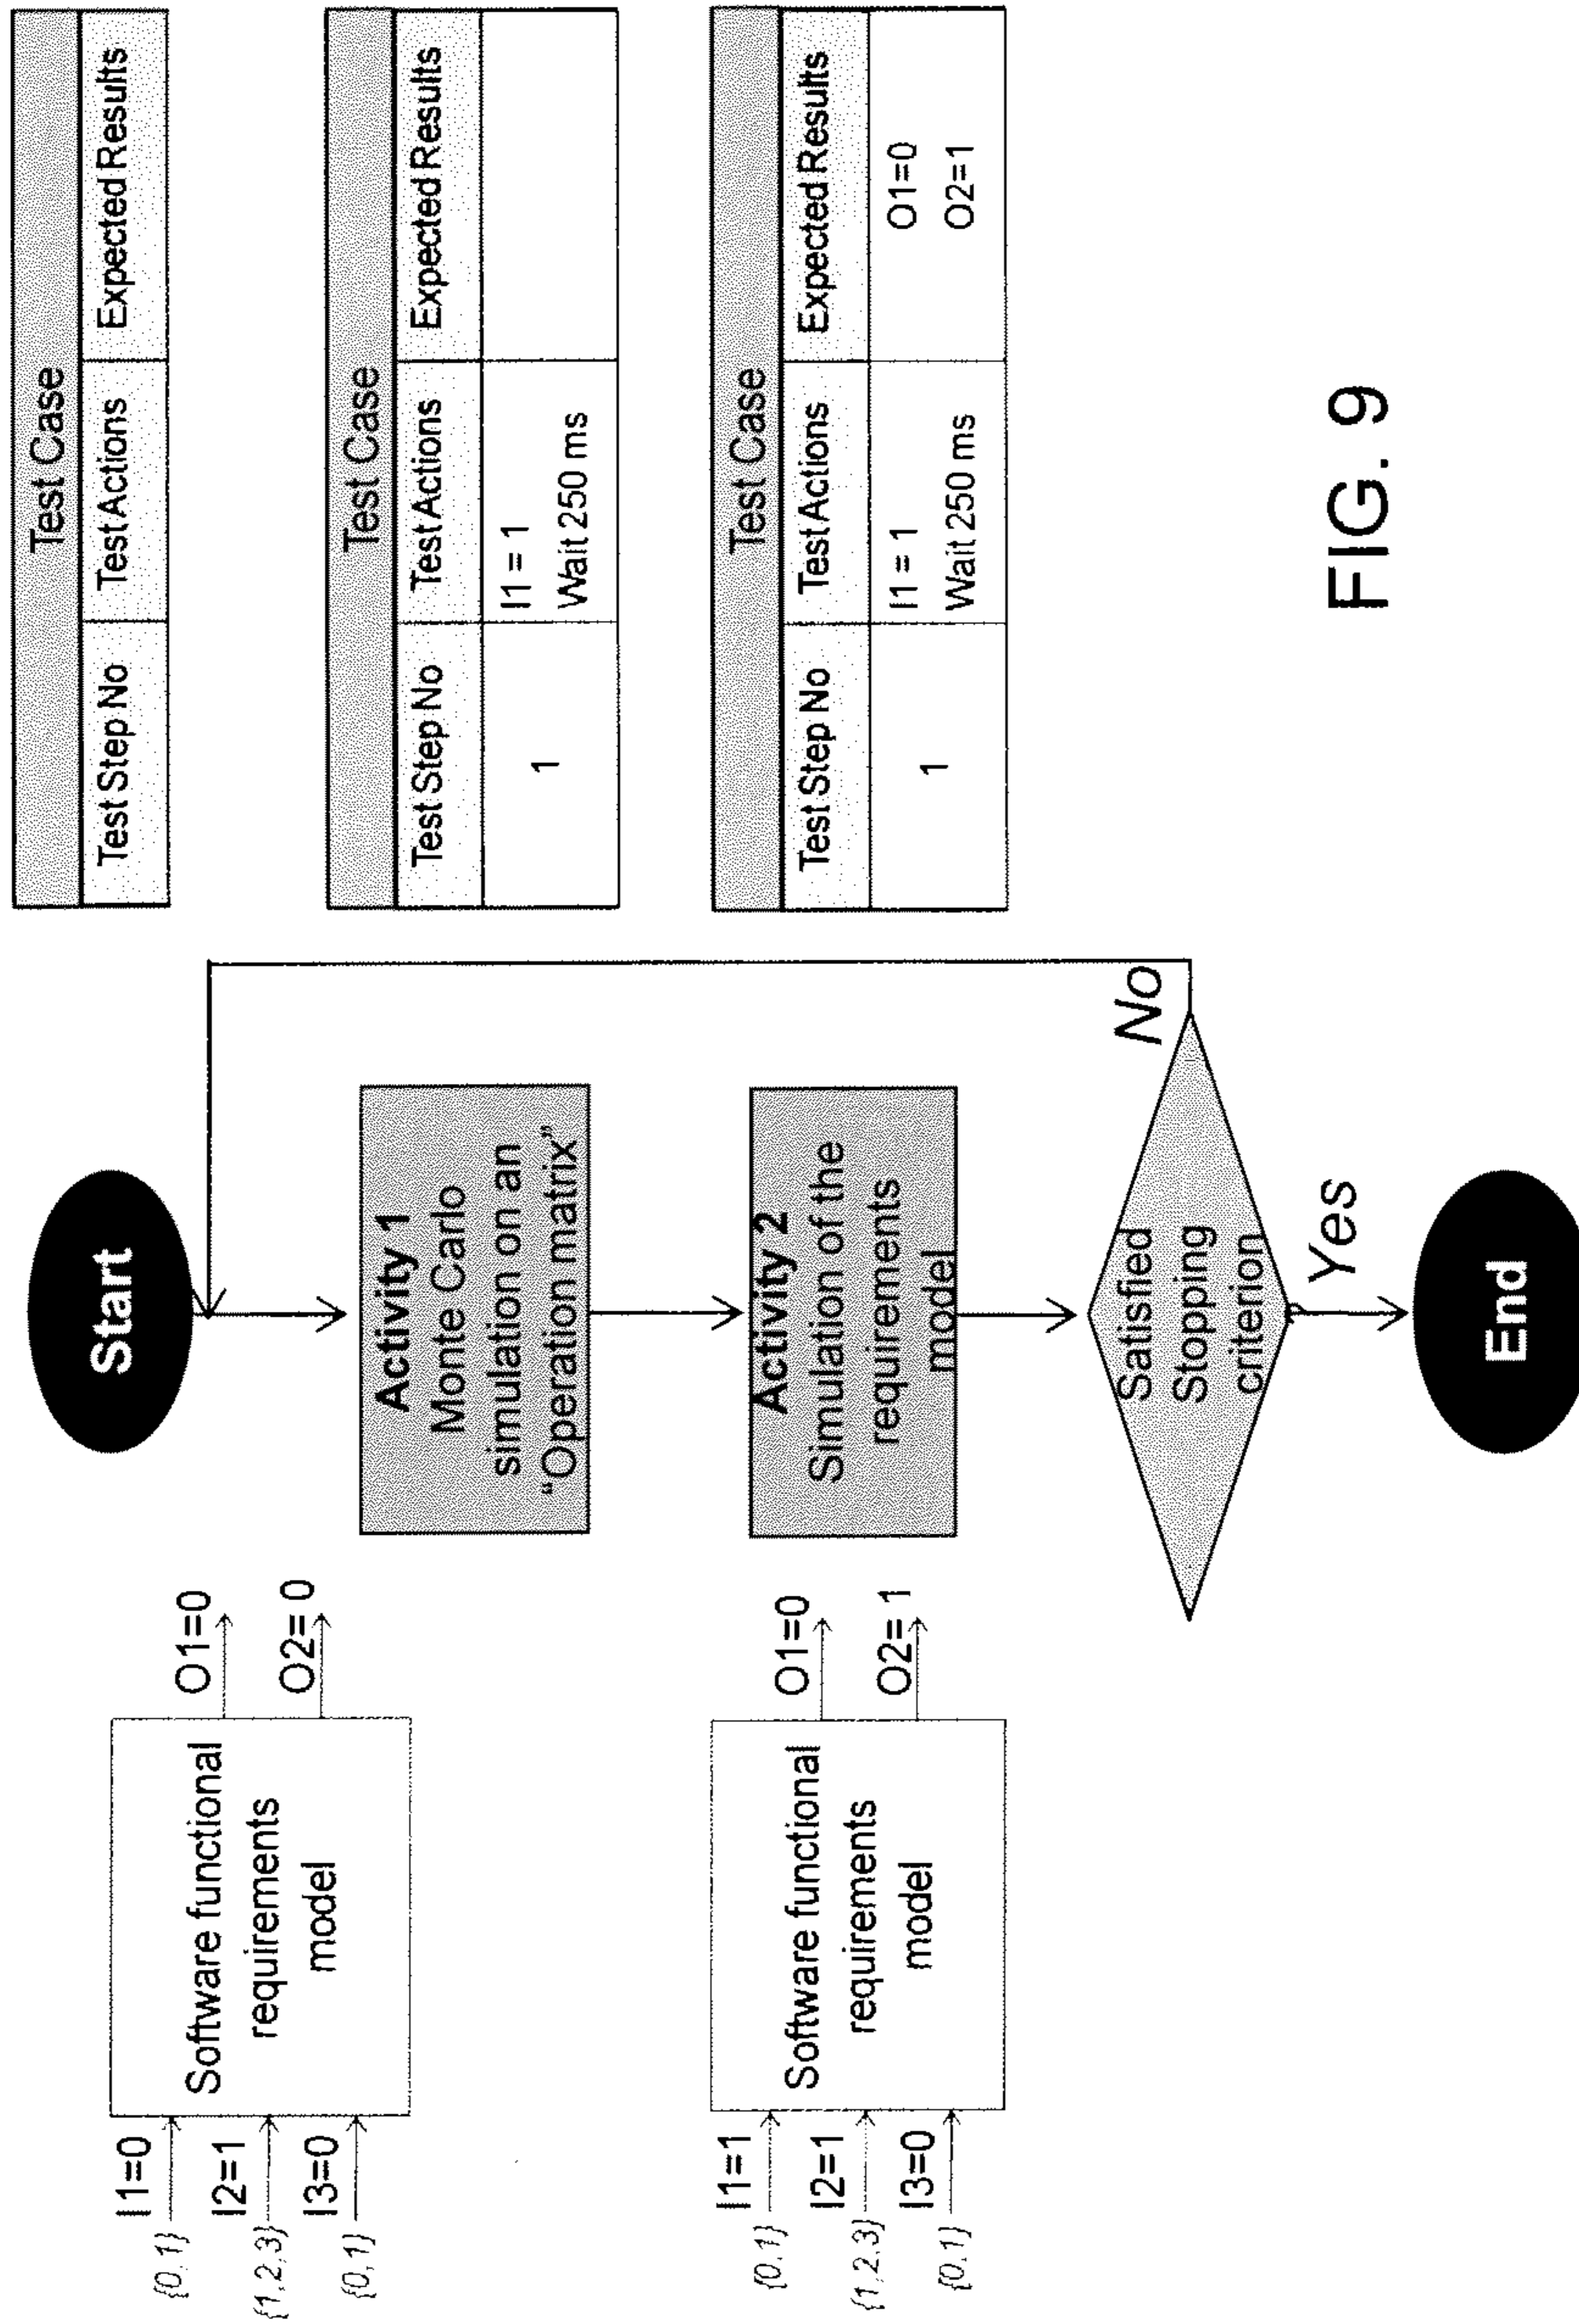 I1=0
{0,1}
I2=1
{1,2,3}
I3=0
{0,1}
Software functional
requirements
model
O1=0
O2= 0
I1=1
{0,1}
I2=1
{1,2,3}
I3=0
{0,1}
Software functional
requirements
model
O1=0
O2= 1
Start
Activity 1
Monte Carlo
simulation on an
“Operation matrix”
Activity 2
Simulation of the
requirements
model
Satisfied
Stopping
criterion
No
Yes
End
Test Case
Test Step No Test Actions Expected Results
Test Case
Test Step No Test Actions Expected Results
1 I1 = 1
Wait 250 ms
Test Case
Test Step No Test Actions Expected Results
1 I1 = 1 O1=0
Wait 250 ms O2=1
FIG. 9